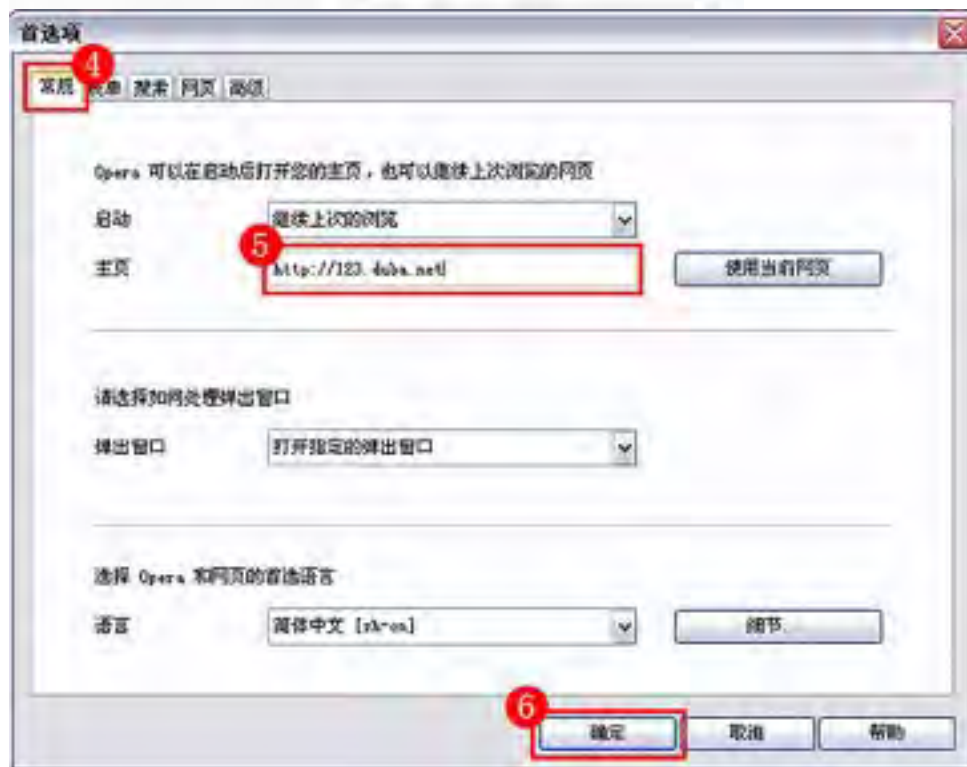 首选项
4
常规 表单 搜索 网页 高级
Opera 可以在启动后打开您的主页，也可以继续上次浏览的网页
启动 继续上次的浏览
5
主页 http://123.duba.net 使用当前网页
请选择如何处理弹出窗口
弹出窗口 打开指定的弹出窗口
选择 Opera 和网页的首选语言
语言 简体中文 [zh-cn] 细节...
6
确定 取消 帮助